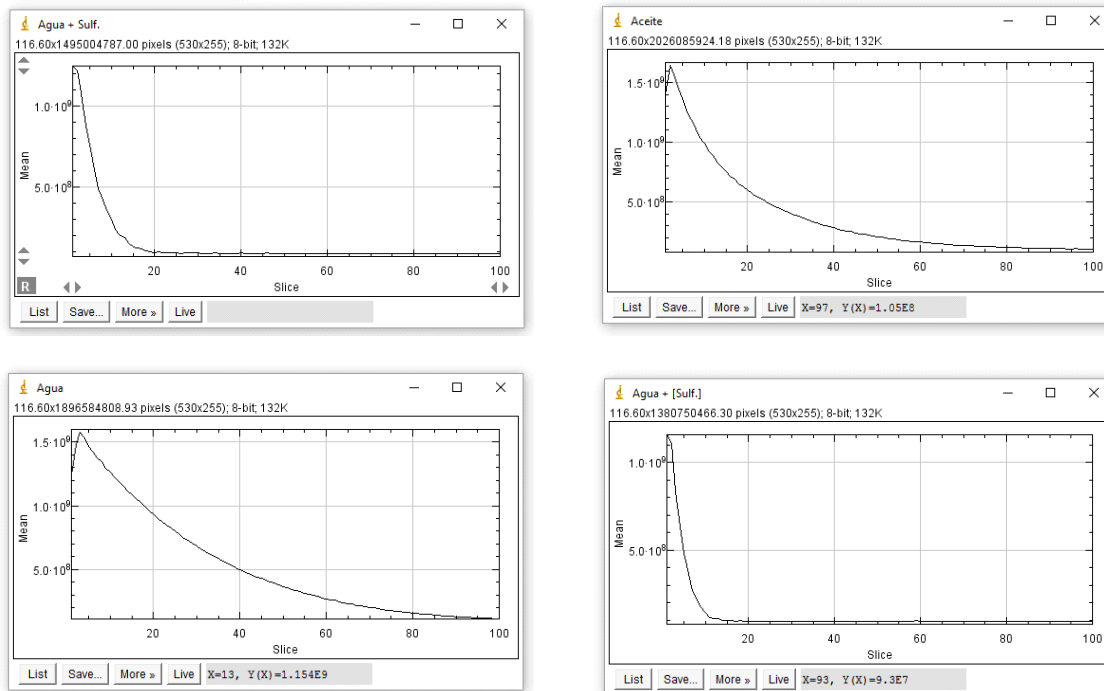 Agua + Sulf.
116.60x1495004787.00 pixels (530x255); 8-bit; 132K
1.0·10⁹
5.0·10⁸
Mean
20 40 60 80 100
Slice
R
List Save... More » Live
Aceite
116.60x2026085924.18 pixels (530x255); 8-bit; 132K
1.5·10⁹
1.0·10⁹
5.0·10⁸
Mean
20 40 60 80 100
Slice
List Save... More » Live X=97, Y(X)=1.05E8
Agua
116.60x1896584808.93 pixels (530x255); 8-bit; 132K
1.5·10⁹
1.0·10⁹
5.0·10⁸
Mean
20 40 60 80 100
Slice
List Save... More » Live X=13, Y(X)=1.154E9
Agua + [Sulf.]
116.60x1380750466.30 pixels (530x255); 8-bit; 132K
1.0·10⁹
5.0·10⁸
Mean
20 40 60 80 100
Slice
List Save... More » Live X=93, Y(X)=9.3E7